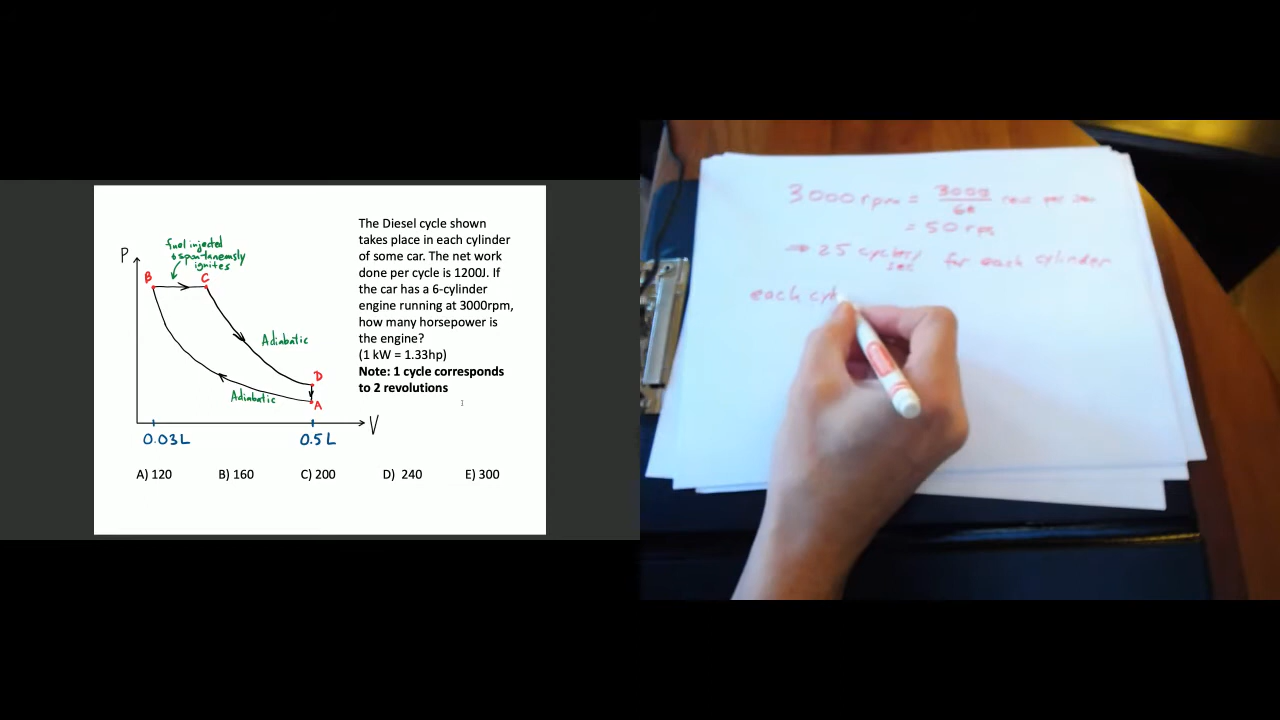 P
fuel injected
& spontaneously
ignites
B
C
Adiabatic
D
Adiabatic
A
V
0.03L
0.5L
The Diesel cycle shown
takes place in each cylinder
of some car. The net work
done per cycle is 1200J. If
the car has a 6-cylinder
engine running at 3000rpm,
how many horsepower is
the engine?
(1 kW = 1.33hp)
Note: 1 cycle corresponds
to 2 revolutions
A) 120
B) 160
C) 200
D) 240
E) 300
3000 rpm = 3000/60 revs per sec
= 50 rps
⇒ 25 cycles/sec for each cylinder
each cyl